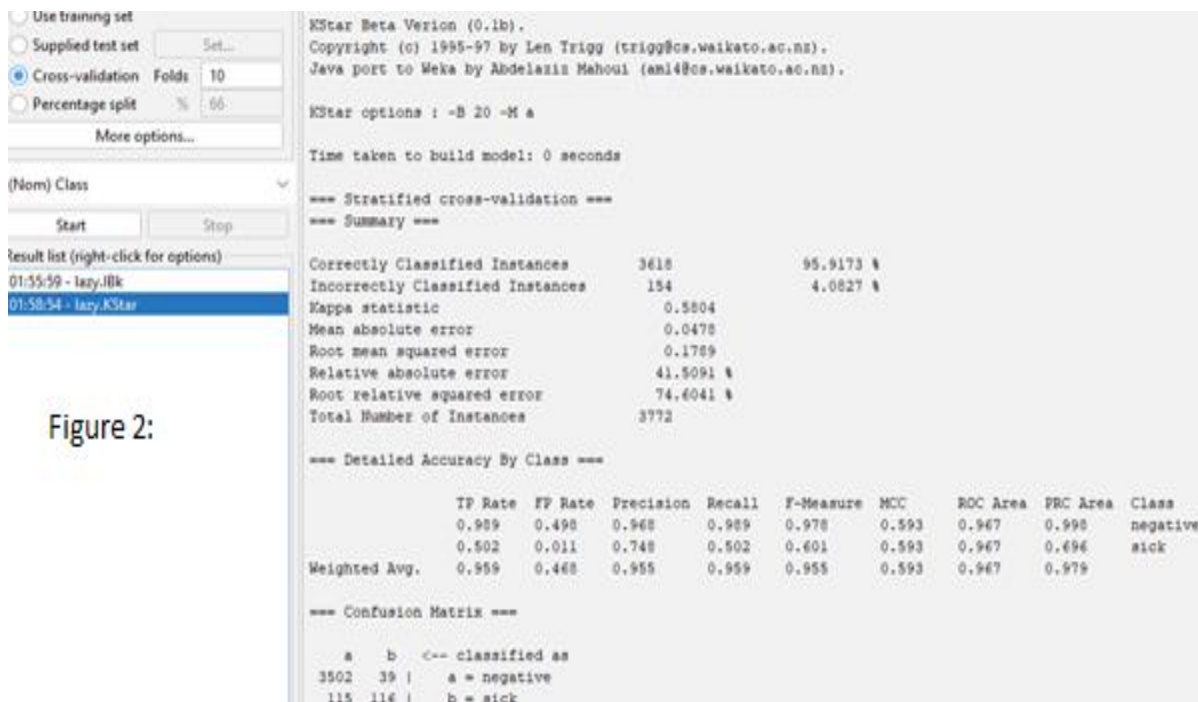 Use training set
Supplied test set Set...
Cross-validation Folds 10
Percentage split % 66
More options...
(Nom) Class
Start Stop
Result list (right-click for options)
01:55:59 - lazy.IBk
01:58:54 - lazy.KStar
Figure 2:
KStar Beta Verion (0.1b).
Copyright (c) 1995-97 by Len Trigg (trigg@cs.waikato.ac.nz).
Java port to Weka by Abdelaziz Mahoui (am14@cs.waikato.ac.nz).
KStar options : -B 20 -M a
Time taken to build model: 0 seconds
=== Stratified cross-validation ===
=== Summary ===
Correctly Classified Instances 3618 95.9173 %
Incorrectly Classified Instances 154 4.0827 %
Kappa statistic 0.5804
Mean absolute error 0.0478
Root mean squared error 0.1789
Relative absolute error 41.5091 %
Root relative squared error 74.6041 %
Total Number of Instances 3772
=== Detailed Accuracy By Class ===
TP Rate FP Rate Precision Recall F-Measure MCC ROC Area PRC Area Class
0.989 0.498 0.968 0.989 0.978 0.593 0.967 0.998 negative
0.502 0.011 0.748 0.502 0.601 0.593 0.967 0.696 sick
Weighted Avg. 0.959 0.468 0.955 0.959 0.955 0.593 0.967 0.979
=== Confusion Matrix ===
a b <-- classified as
3502 39 | a = negative
115 116 | b = sick